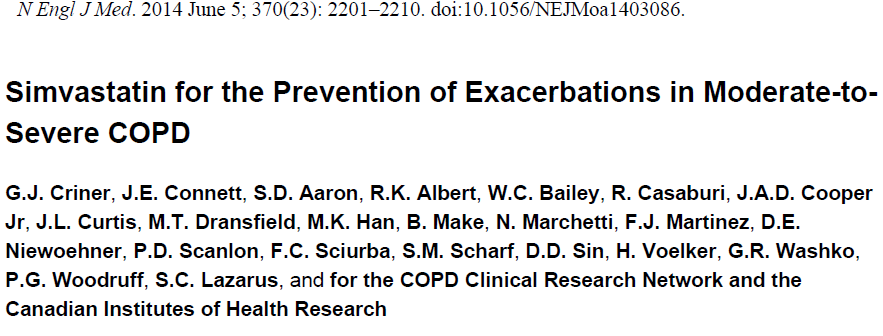 N Engl J Med. 2014 June 5; 370(23): 2201–2210. doi:10.1056/NEJMoa1403086.
Simvastatin for the Prevention of Exacerbations in Moderate-to-
Severe COPD
G.J. Criner, J.E. Connett, S.D. Aaron, R.K. Albert, W.C. Bailey, R. Casaburi, J.A.D. Cooper
Jr, J.L. Curtis, M.T. Dransfield, M.K. Han, B. Make, N. Marchetti, F.J. Martinez, D.E.
Niewoehner, P.D. Scanlon, F.C. Sciurba, S.M. Scharf, D.D. Sin, H. Voelker, G.R. Washko,
P.G. Woodruff, S.C. Lazarus, and for the COPD Clinical Research Network and the
Canadian Institutes of Health Research